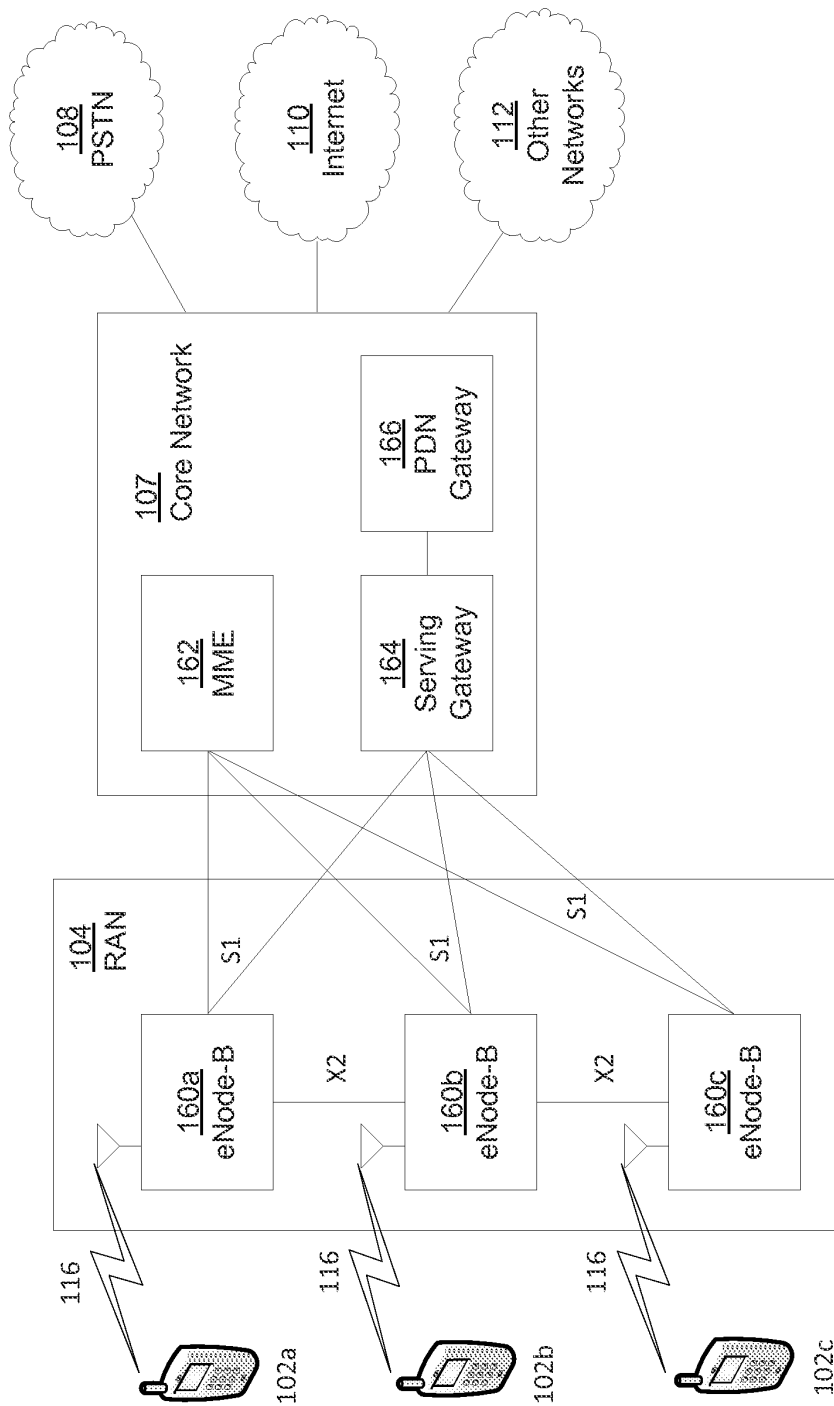 104
RAN
107
Core Network
108
PSTN
110
Internet
112
Other
Networks
162
MME
164
Serving
Gateway
166
PDN
Gateway
S1
S1
S1
160a
eNode-B
X2
160b
eNode-B
X2
160c
eNode-B
116
116
116
102a
102b
102c